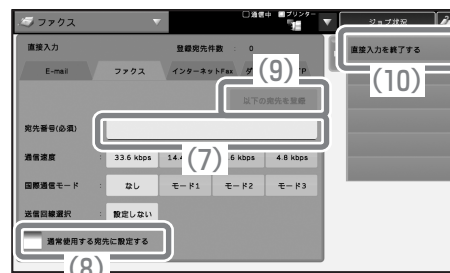 ファクス
通信中 プリンター
ジョブ状況
直接入力
登録宛先件数 : 0
直接入力を終了する
E-mail ファクス インターネットFax
(9)
(10)
以下の宛先を登録
宛先番号(必須)
(7)
通信速度 : 33.6 kbps 4.8 kbps
国際通信モード : なし モード1 モード2 モード3
送信回線選択 : 設定しない
通常使用する宛先に設定する
(8)